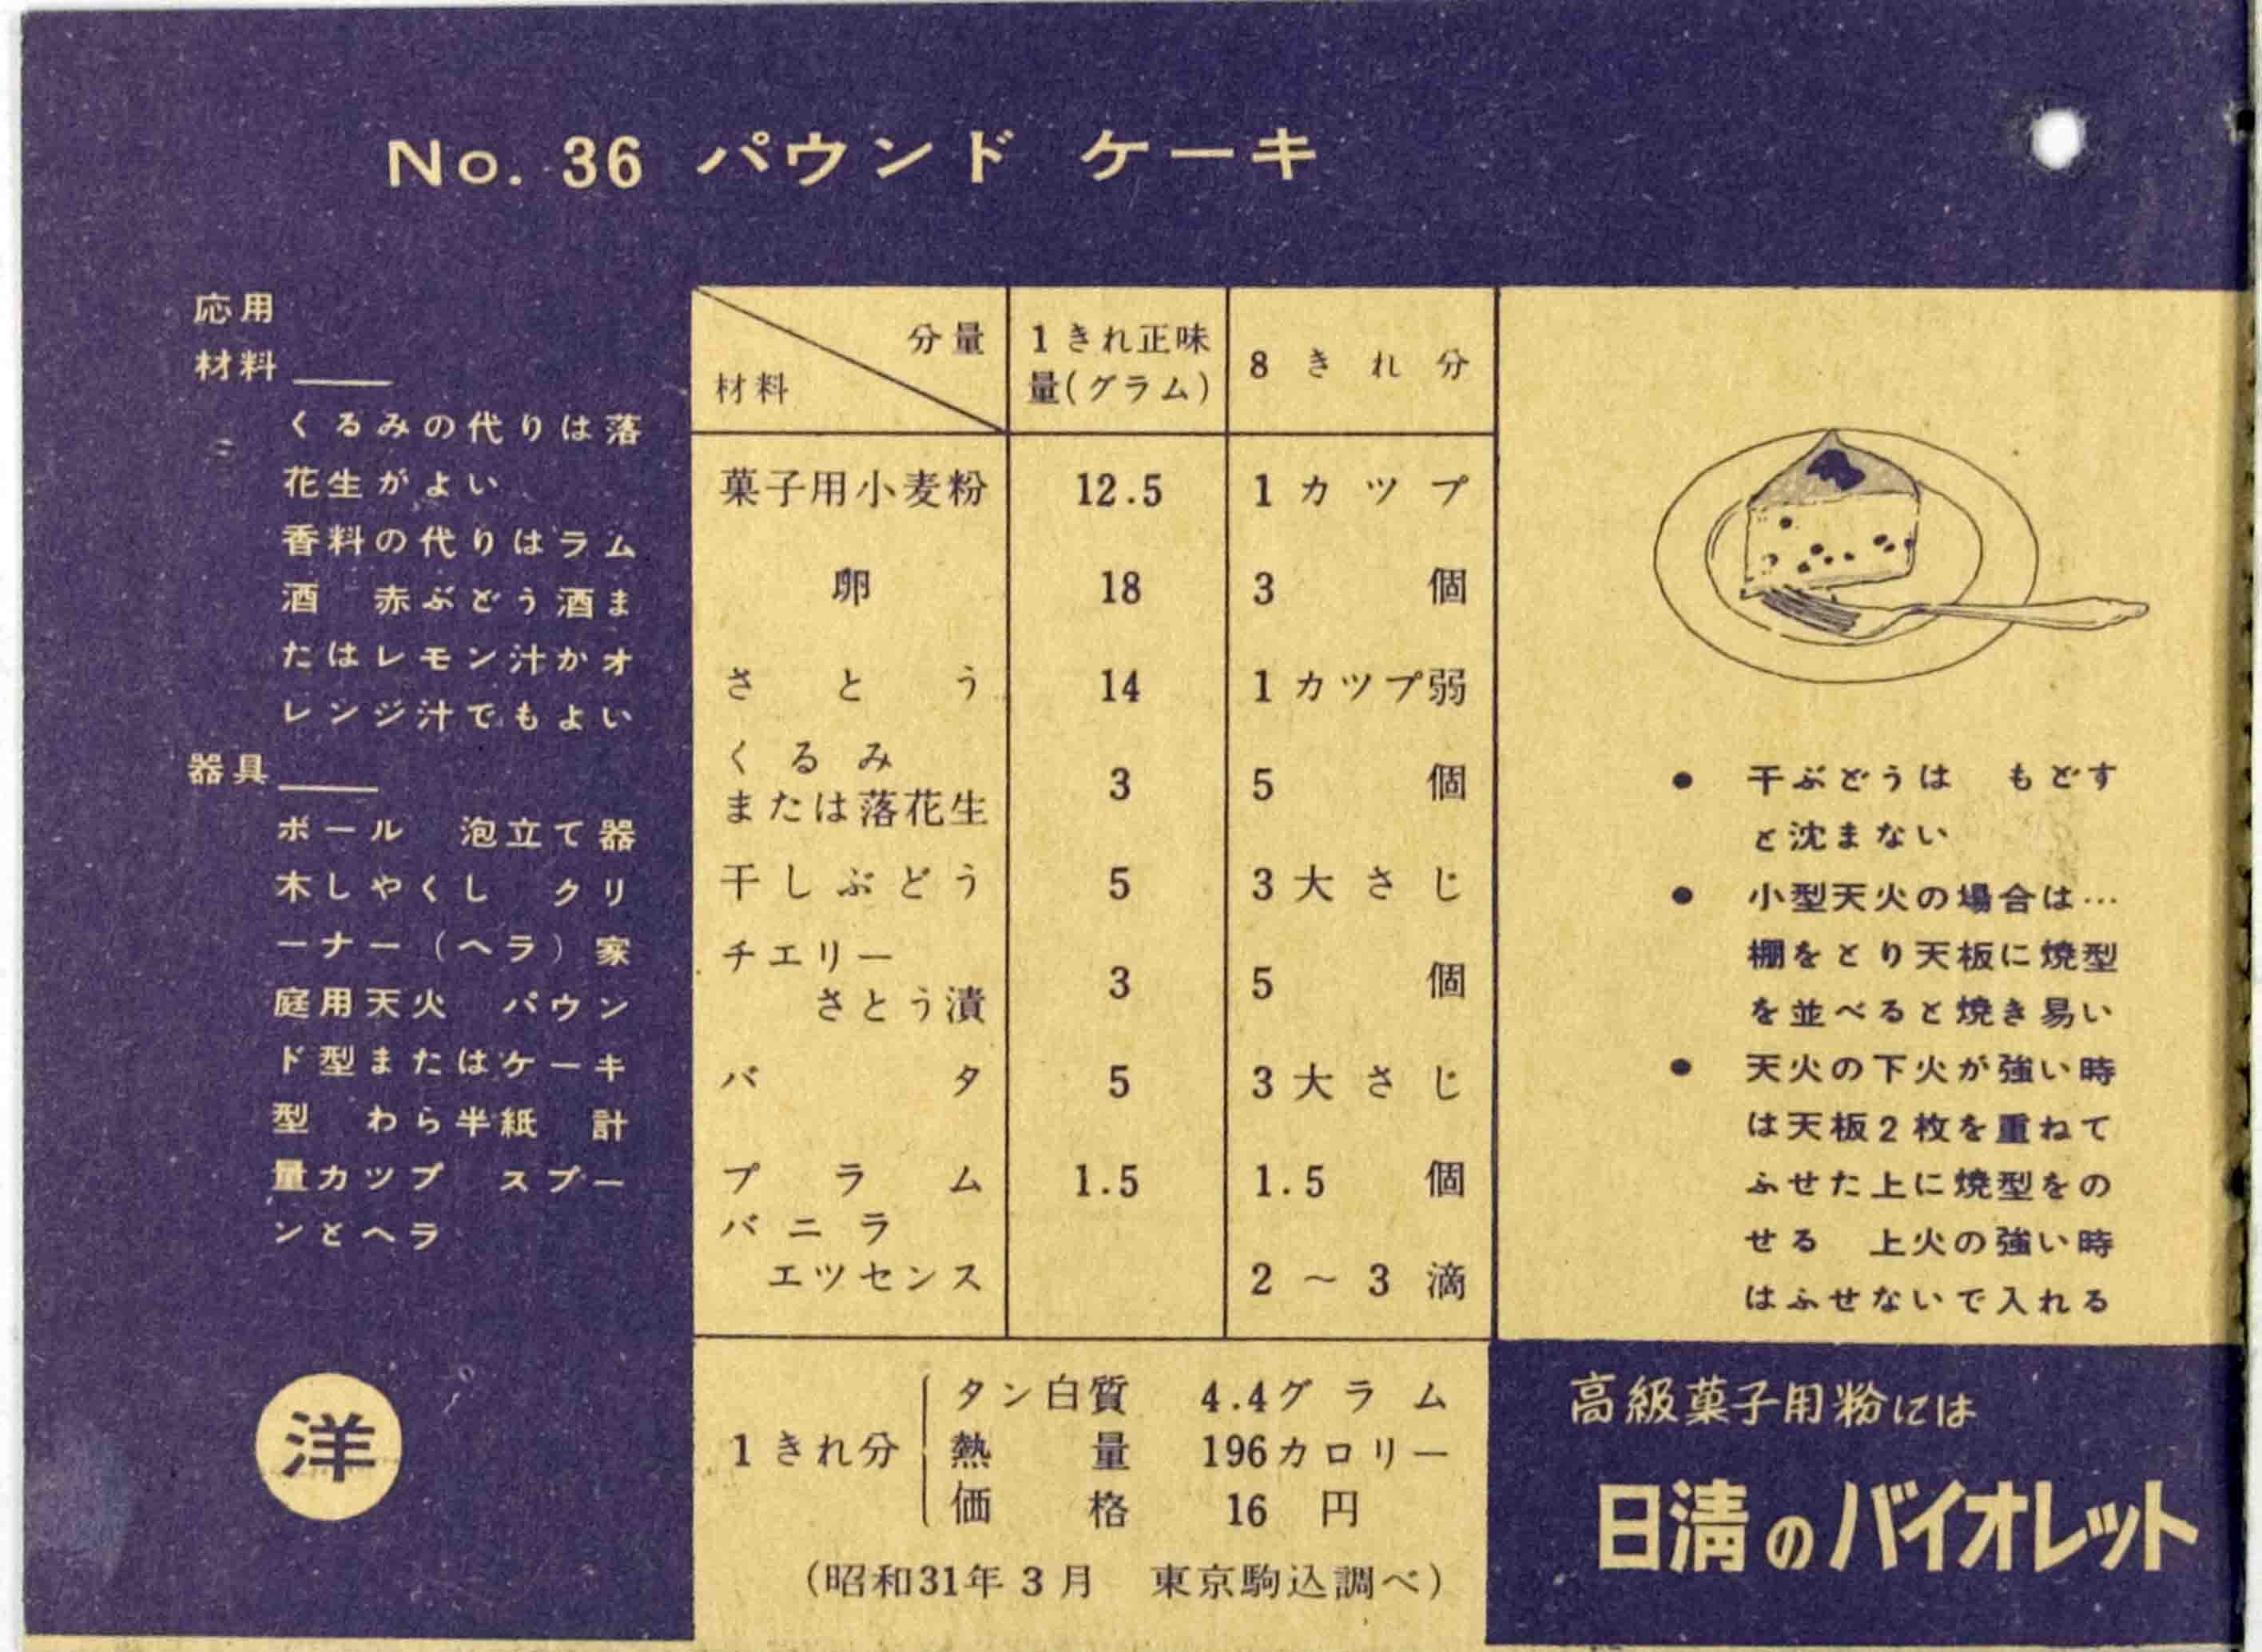 No. 36 パウンド ケーキ
応用
材料
くるみの代りは落
花生がよい
香料の代りはラム
酒　赤ぶどう酒ま
たはレモン汁かオ
レンジ汁でもよい
器具
ボール　泡立て器
木しやくし　クリ
ーナー（ヘラ）家
庭用天火　パウン
ド型またはケーキ
型　わら半紙　計
量カツプ　スプー
ンとヘラ
洋
材料 分量 1きれ正味量(グラム) 8きれ分
菓子用小麦粉 12.5 1カツプ
卵 18 3個
さとう 14 1カツプ弱
くるみ
または落花生 3 5個
干しぶどう 5 3大さじ
チエリー
さとう漬 3 5個
バタ 5 3大さじ
プラム 1.5 1.5個
バニラ
エツセンス 2～3滴
1きれ分
タン白質 4.4グラム
熱量 196カロリー
価格 16円
（昭和31年3月　東京駒込調べ）
● 干ぶどうは　もどす
と沈まない
● 小型天火の場合は…
棚をとり天板に焼型
を並べると焼き易い
● 天火の下火が強い時
は天板2枚を重ねて
ふせた上に焼型をの
せる　上火の強い時
はふせないで入れる
高級菓子用粉には
日清のバイオレット